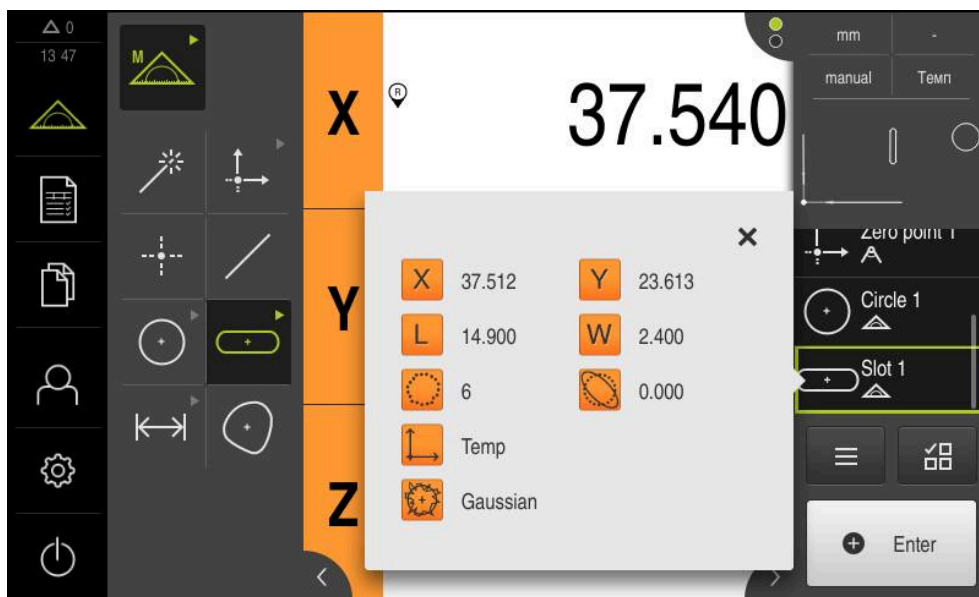 0
13 47
M
X
R
37.540
mm
-
manual
Темп
Zero point 1
Circle 1
Slot 1
Y
Z
X 37.512 Y 23.613
L 14.900 W 2.400
6 0.000
Temp
Gaussian
Enter